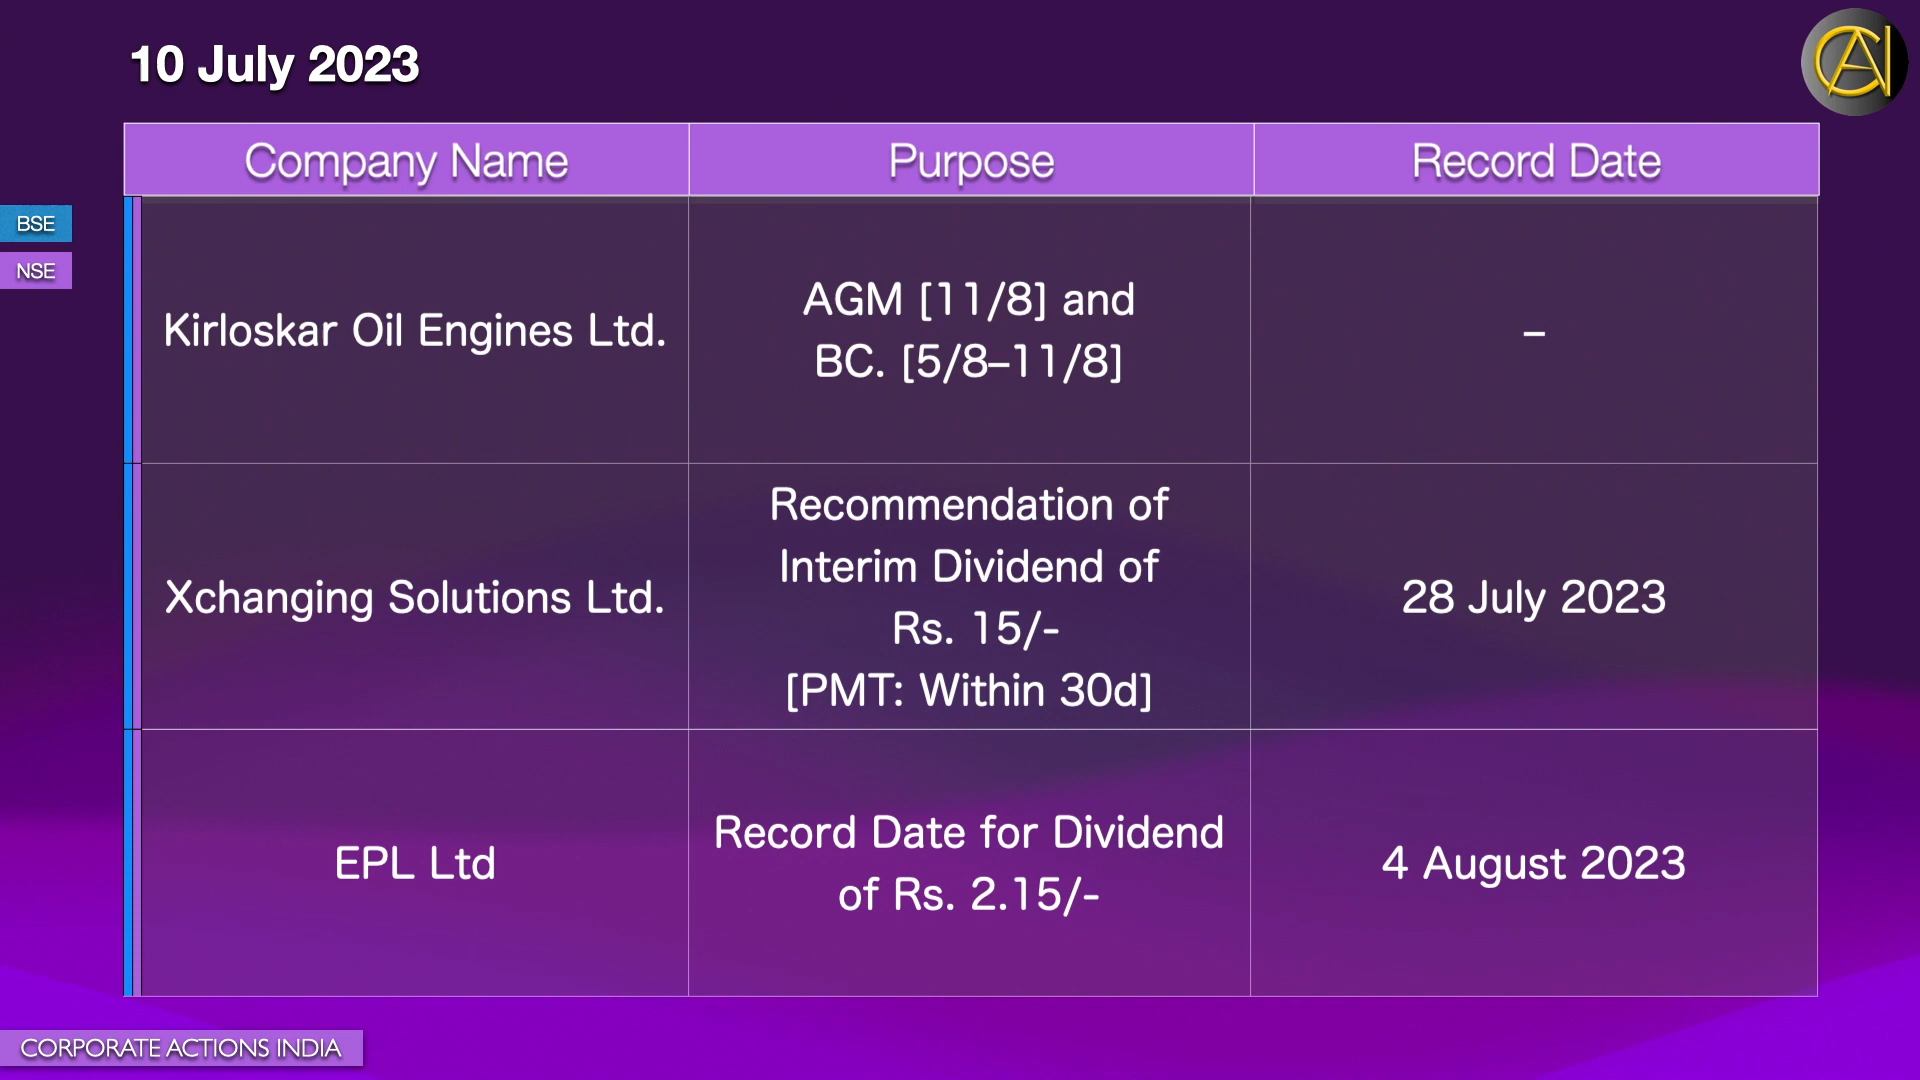 10 July 2023
CAI
Company Name
Purpose
Record Date
BSE
NSE
Kirloskar Oil Engines Ltd.
AGM [11/8] and
BC. [5/8–11/8]
–
Xchanging Solutions Ltd.
Recommendation of
Interim Dividend of
Rs. 15/-
[PMT: Within 30d]
28 July 2023
EPL Ltd
Record Date for Dividend
of Rs. 2.15/-
4 August 2023
CORPORATE ACTIONS INDIA